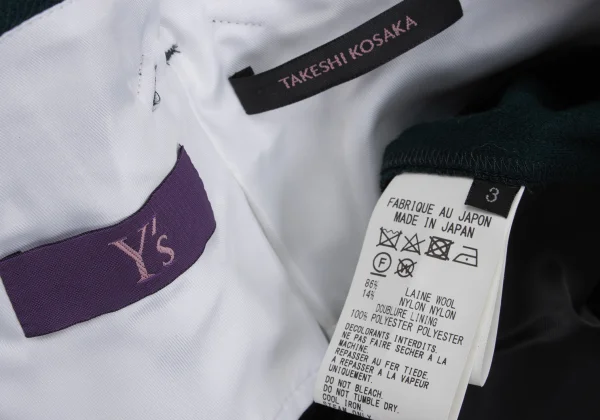 TAKESHI KOSAKA
Y's
3
FABRIQUE AU JAPON
MADE IN JAPAN
F
86% LAINE WOOL
14% NYLON NYLON
DOUBLURE LINING
100% POLYESTER POLYESTER
DECOLORANTS INTERDITS.
NE PAS FAIRE SECHER A LA
MACHINE.
REPASSER AU FER TIEDE.
A REPASSER A LA VAPEUR
UNIQUEMENT.
DO NOT BLEACH.
DO NOT TUMBLE DRY.
COOL IRON.